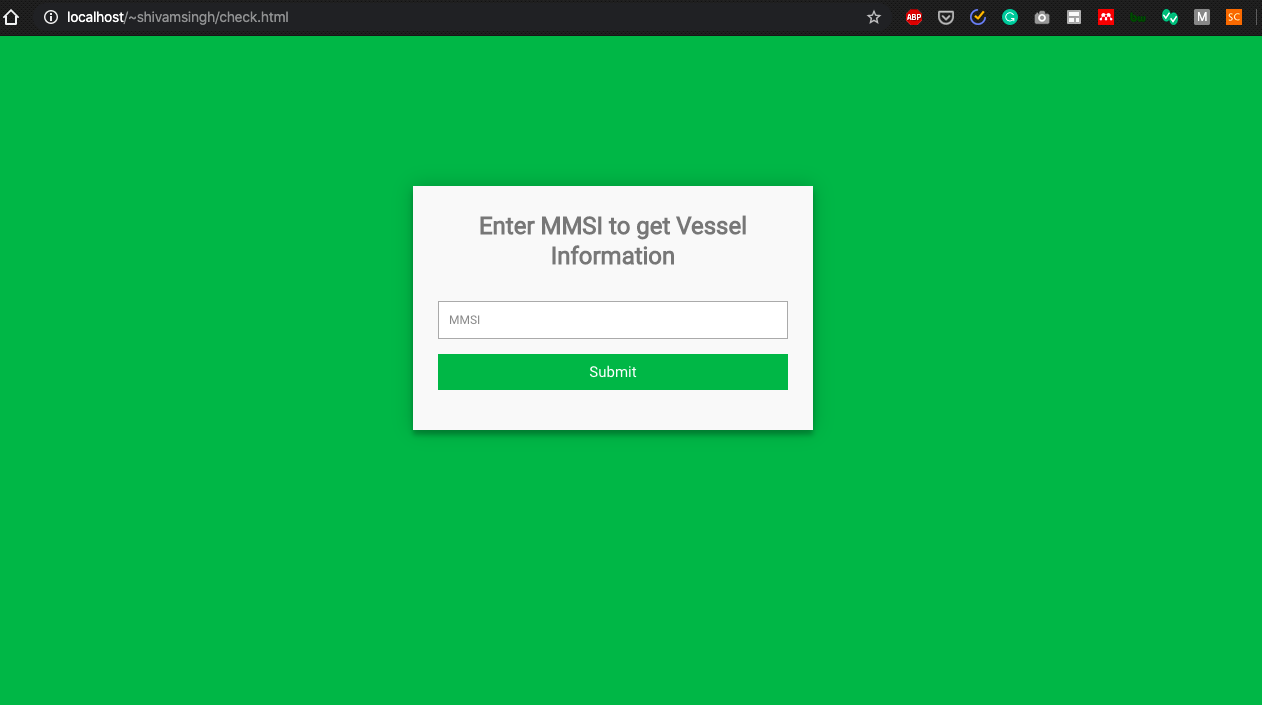 localhost/~shivamsingh/check.html
ABP
M
SC
Enter MMSI to get Vessel
Information
MMSI
Submit